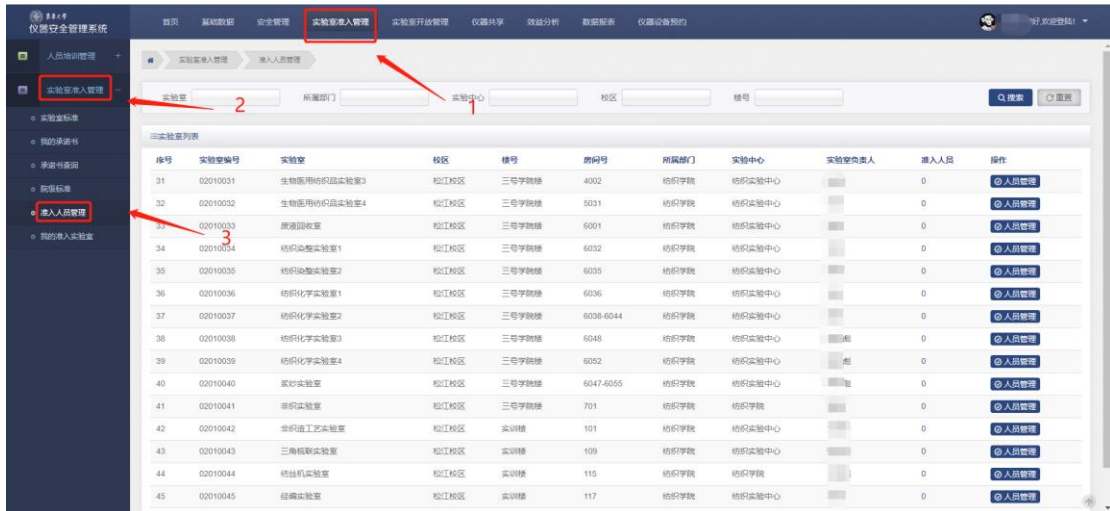 仪器安全管理系统
首页 基础数据 安全管理 实验室准入管理 实验室开放管理 仪器共享 效益分析 数据报表 仪器设备预约
好,欢迎登陆!
人员培训管理 +
实验室准入管理 −
实验室标准
我的承诺书
承诺书查询
院级标准
准入人员管理
我的准入实验室
1
2
3
实验室准入管理 准入人员管理
实验室 所属部门 实验中心 校区 楼号 搜索 重置
实验室列表
序号 实验室编号 实验室 校区 楼号 房间号 所属部门 实验中心 实验室负责人 准入人员 操作
31 02010031 生物医用纺织品实验室3 松江校区 三号学院楼 4002 纺织学院 纺织实验中心 0 人员管理
32 02010032 生物医用纺织品实验室4 松江校区 三号学院楼 5031 纺织学院 纺织实验中心 0 人员管理
33 02010033 废液回收室 松江校区 三号学院楼 6001 纺织学院 纺织实验中心 0 人员管理
34 02010034 纺织染整实验室1 松江校区 三号学院楼 6032 纺织学院 纺织实验中心 0 人员管理
35 02010035 纺织染整实验室2 松江校区 三号学院楼 6035 纺织学院 纺织实验中心 0 人员管理
36 02010036 纺织化学实验室1 松江校区 三号学院楼 6036 纺织学院 纺织实验中心 0 人员管理
37 02010037 纺织化学实验室2 松江校区 三号学院楼 6038-6044 纺织学院 纺织实验中心 0 人员管理
38 02010038 纺织化学实验室3 松江校区 三号学院楼 6048 纺织学院 纺织实验中心 彪 0 人员管理
39 02010039 纺织化学实验室4 松江校区 三号学院楼 6052 纺织学院 纺织实验中心 彪 0 人员管理
40 02010040 浆纱实验室 松江校区 三号学院楼 6047-6055 纺织学院 纺织实验中心 0 人员管理
41 02010041 非织实验室 松江校区 三号学院楼 701 纺织学院 纺织学院 0 人员管理
42 02010042 非织造工艺实验室 松江校区 实训楼 101 纺织学院 纺织实验中心 0 人员管理
43 02010043 三角梳联实验室 松江校区 实训楼 109 纺织学院 纺织实验中心 0 人员管理
44 02010044 纺丝机实验室 松江校区 实训楼 115 纺织学院 纺织学院 0 人员管理
45 02010045 经编实验室 松江校区 实训楼 117 纺织学院 纺织实验中心 0 人员管理